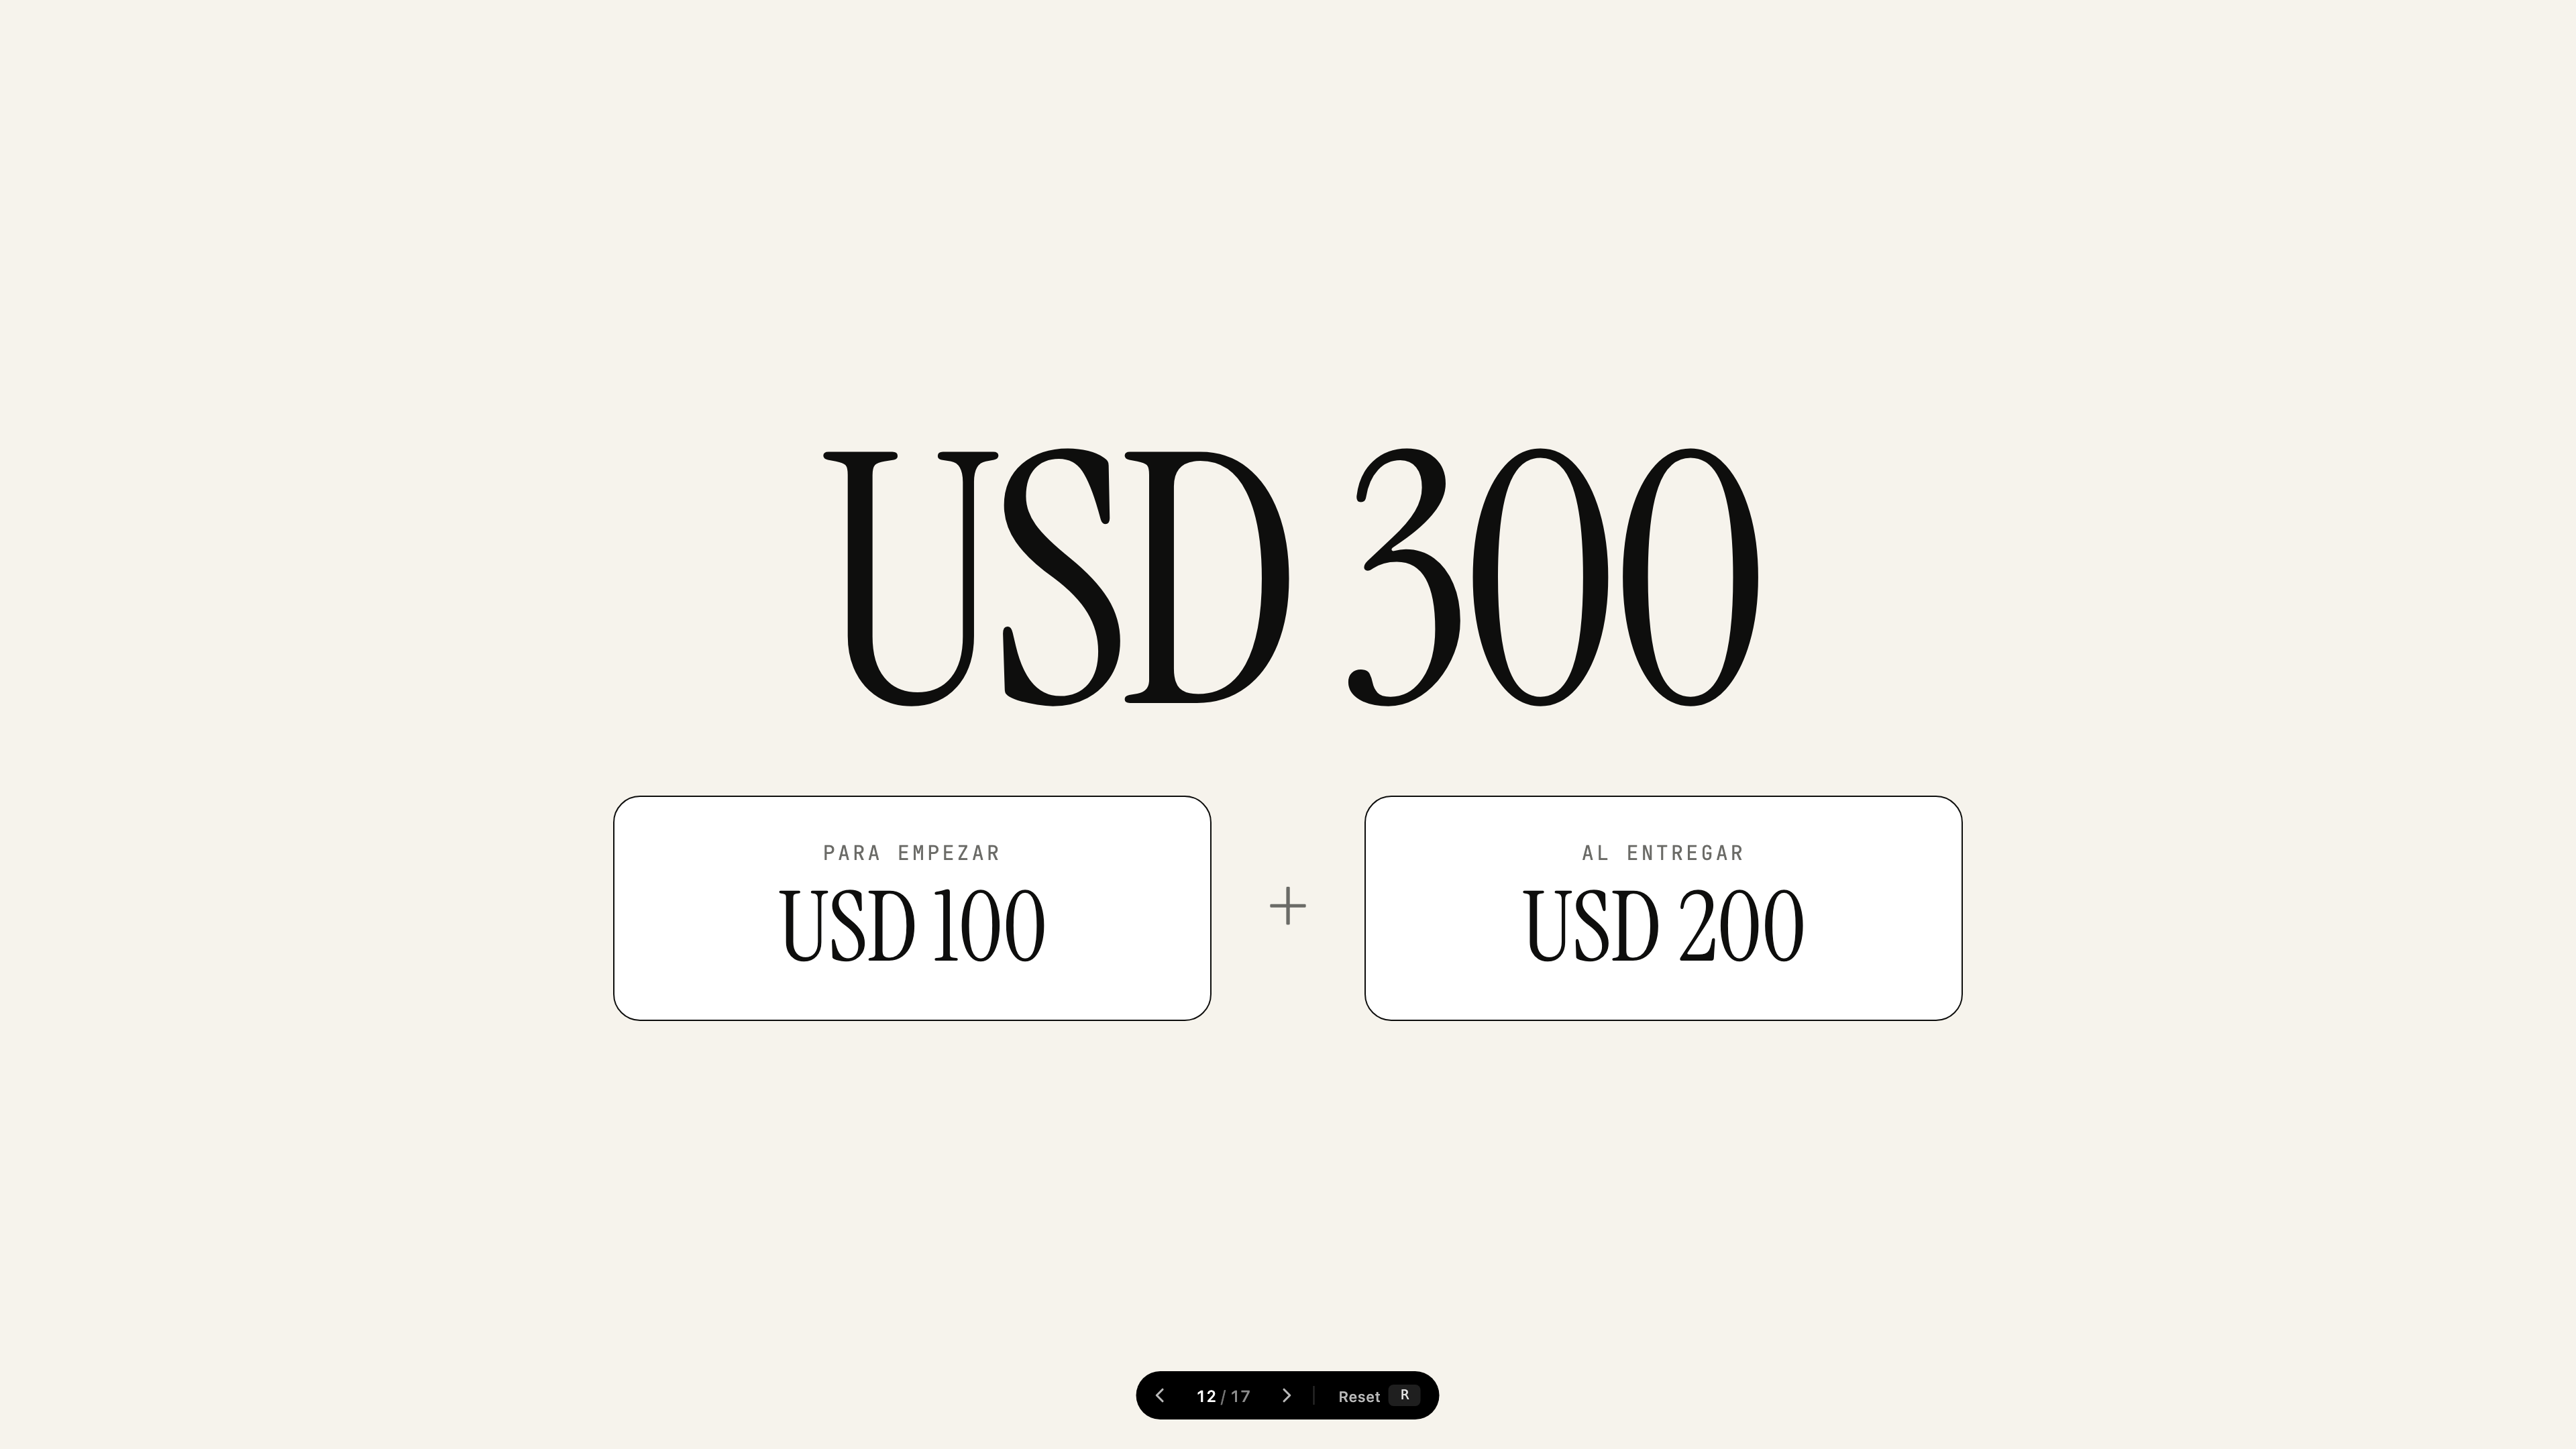 USD 300
PARA EMPEZAR
USD 100
+
AL ENTREGAR
USD 200
12 / 17 Reset R